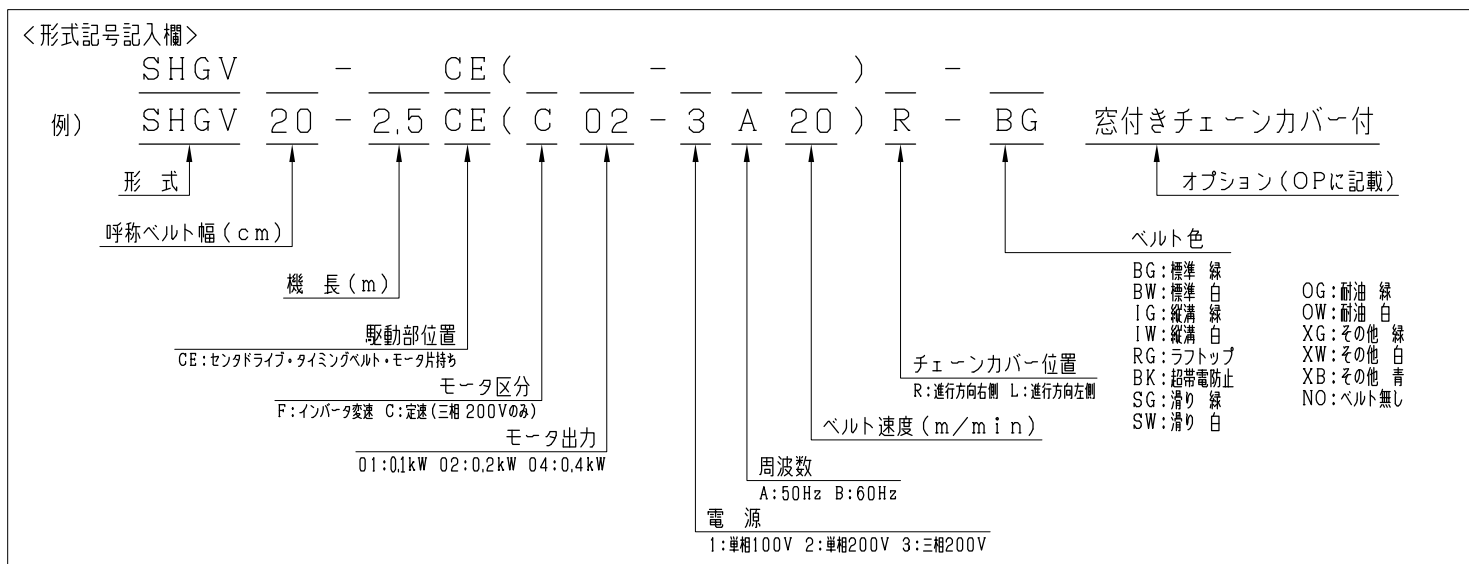 <形式記号記入欄>
SHGV - CE( - ) -
例) SHGV 20 - 2.5 CE( C 02 - 3 A 20 ) R - BG 窓付きチェーンカバー付
形 式
オプション(OPに記載)
呼称ベルト幅(cm)
機 長(m)
駆動部位置
CE:センタドライブ・タイミングベルト・モータ片持ち
モータ区分
F:インバータ変速 C:定速(三相200Vのみ)
モータ出力
01:0.1kW 02:0.2kW 04:0.4kW
電 源
1:単相100V 2:単相200V 3:三相200V
周波数
A:50Hz B:60Hz
ベルト速度(m/min)
チェーンカバー位置
R:進行方向右側 L:進行方向左側
ベルト色
BG:標準 緑
BW:標準 白
IG:縦溝 緑
IW:縦溝 白
RG:ラフトップ
BK:超帯電防止
SG:滑り 緑
SW:滑り 白
OG:耐油 緑
OW:耐油 白
XG:その他 緑
XW:その他 白
XB:その他 青
NO:ベルト無し